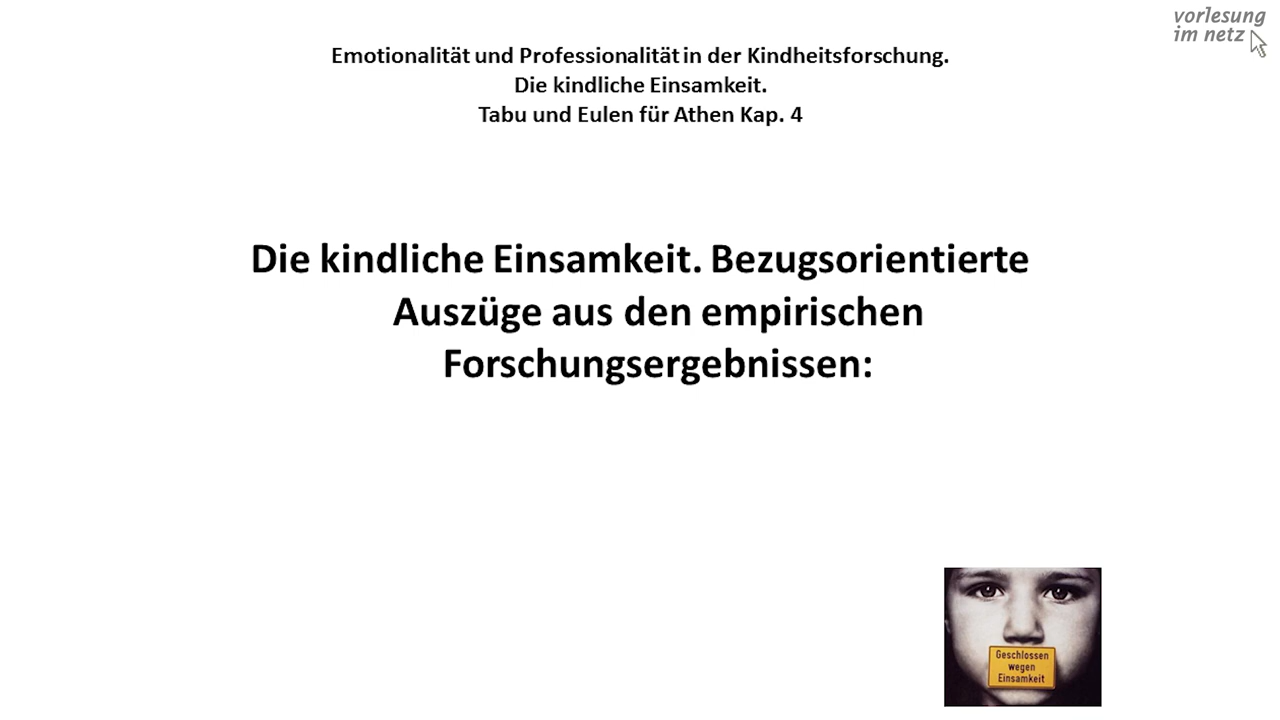 vorlesung
im netz
Emotionalität und Professionalität in der Kindheitsforschung.
Die kindliche Einsamkeit.
Tabu und Eulen für Athen Kap. 4
Die kindliche Einsamkeit. Bezugsorientierte
Auszüge aus den empirischen
Forschungsergebnissen:
Geschlossen
wegen
Einsamkeit